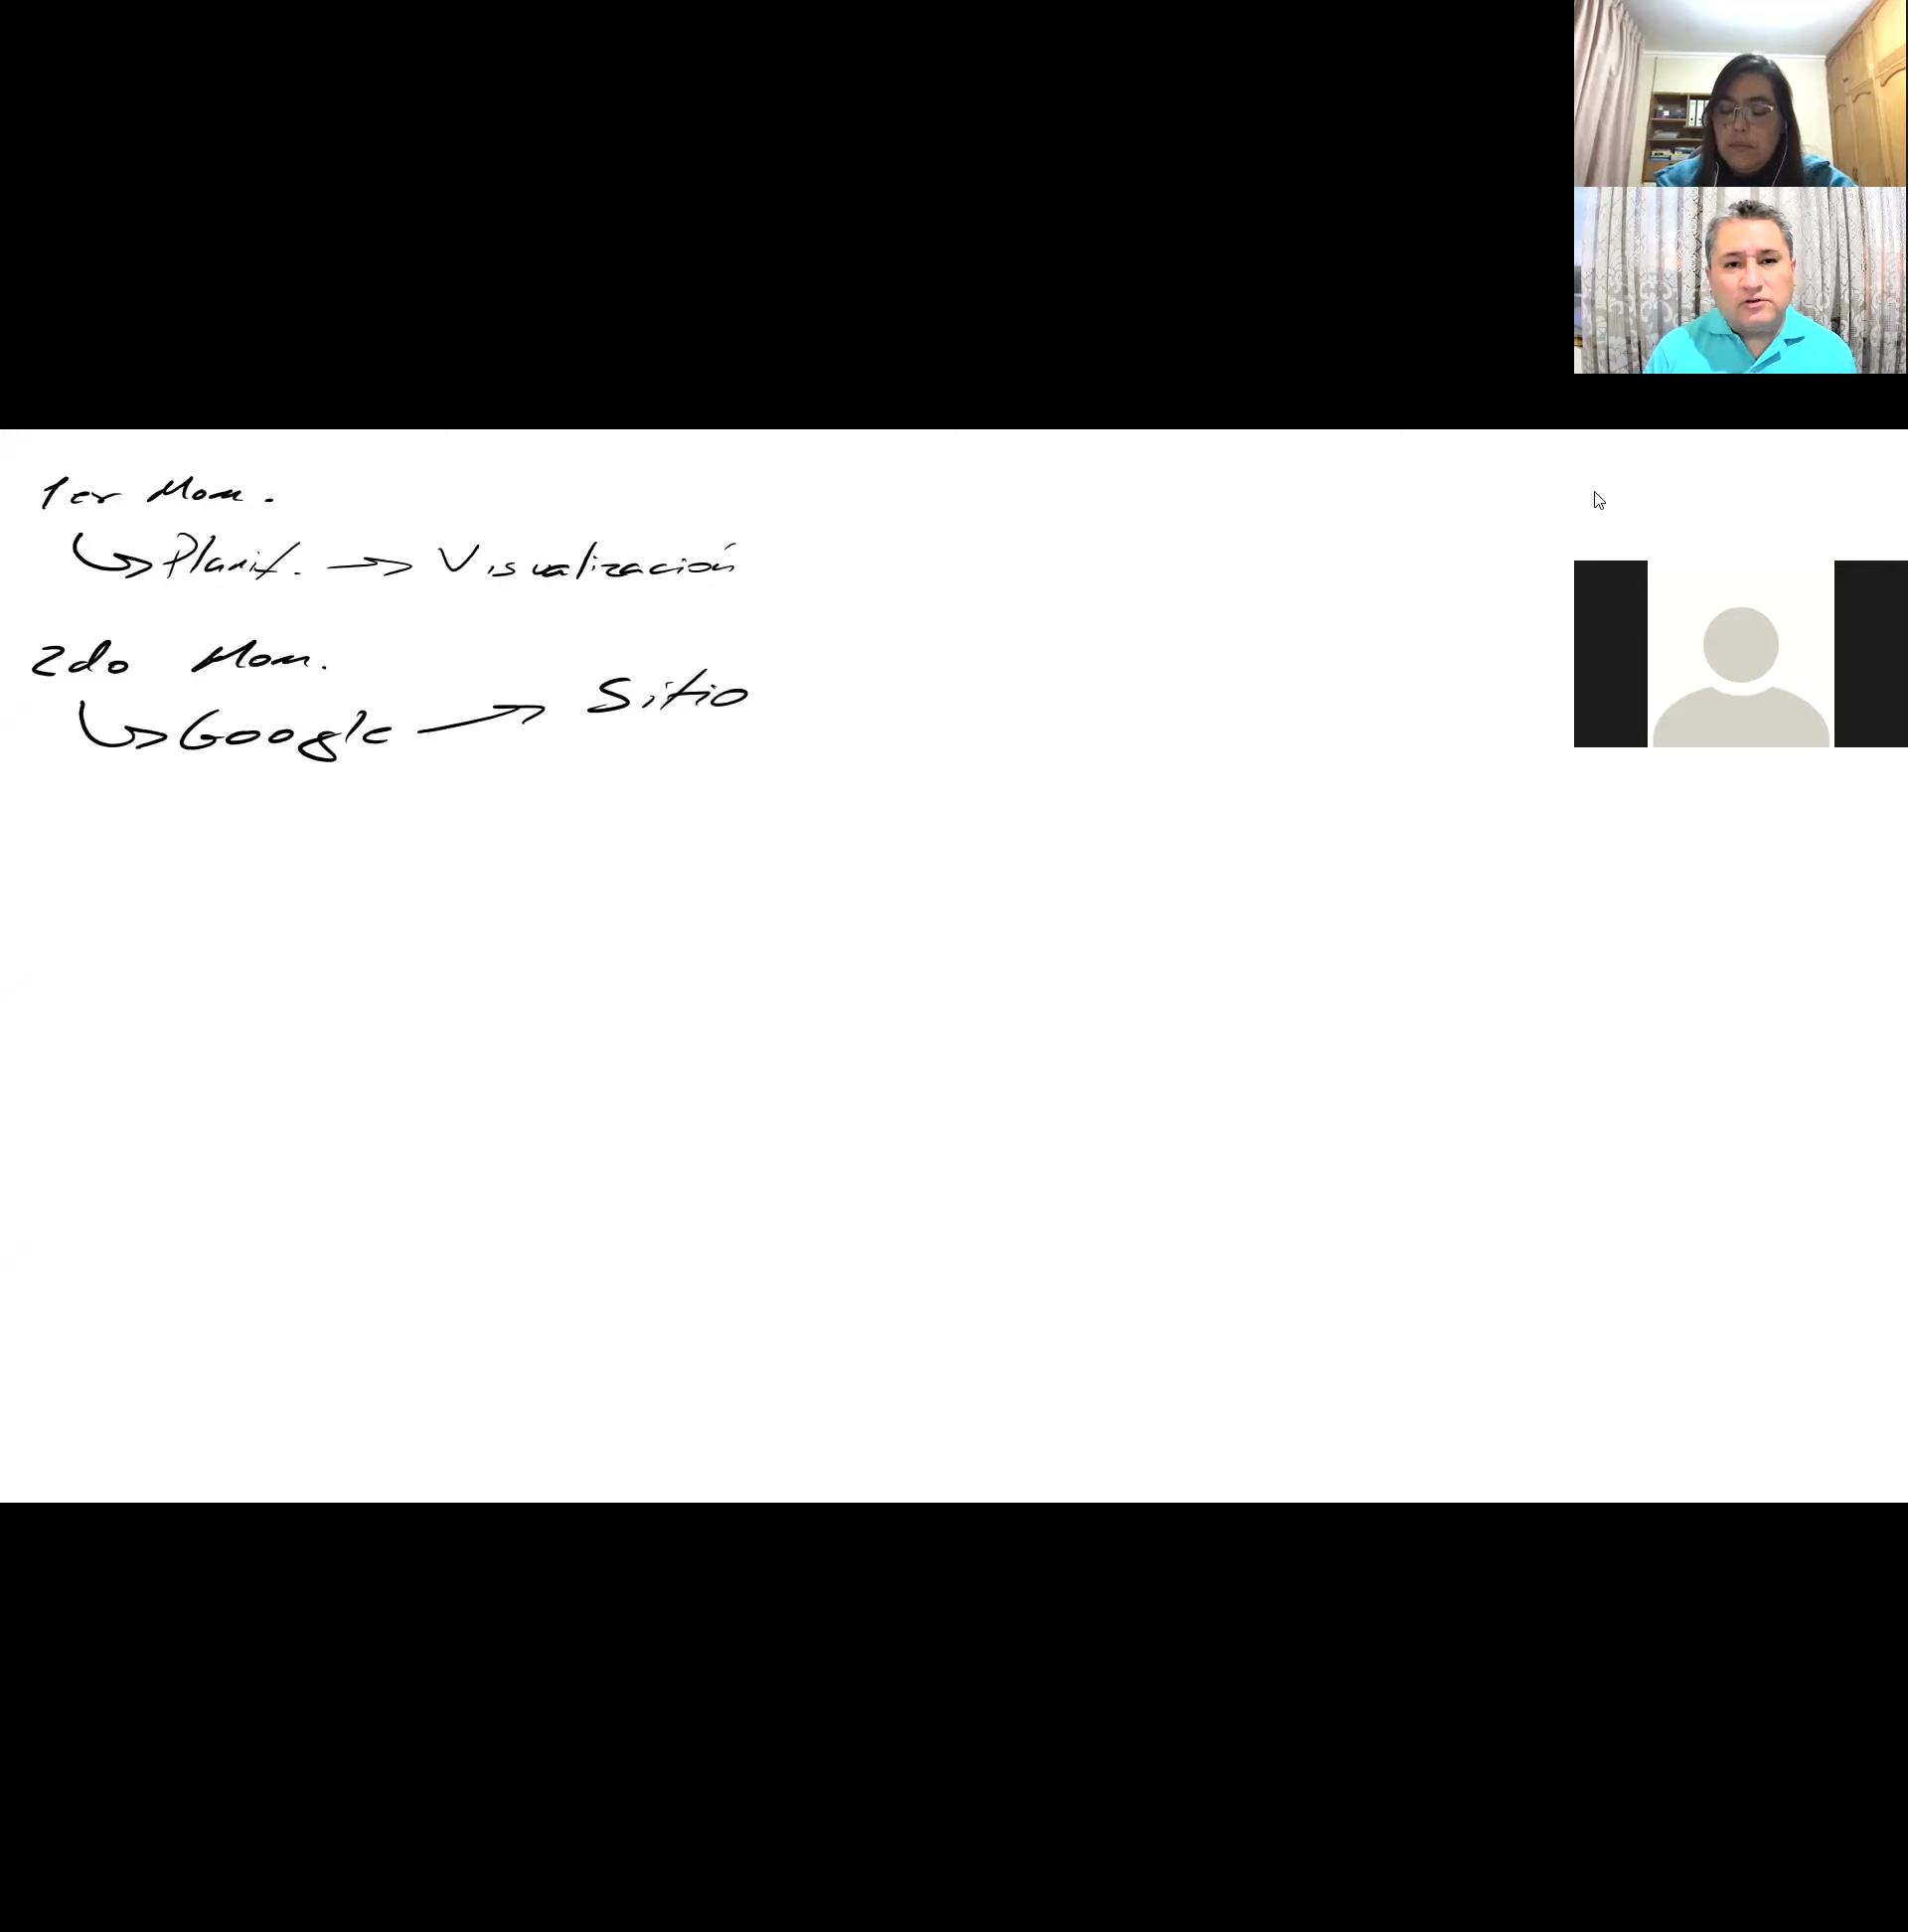 1er Mom.
Planif. → Visualización
2do Mom.
Google → Sitio